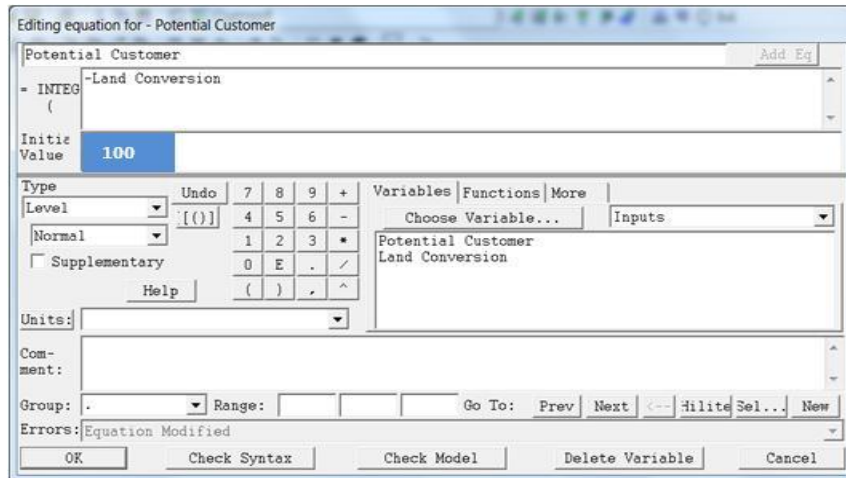 Editing equation for - Potential Customer
Potential Customer Add Eq
= INTEG
(
-Land Conversion
Initia
Value
100
Type
Level
Normal
Supplementary
Help
Undo 7 8 9 +
[()] 4 5 6 -
1 2 3 *
0 E . /
( ) , ^
Variables Functions More
Choose Variable... Inputs
Potential Customer
Land Conversion
Units:
Com-
ment:
Group: . Range: Go To: Prev Next <-- Hilite Sel... New
Errors: Equation Modified
OK Check Syntax Check Model Delete Variable Cancel